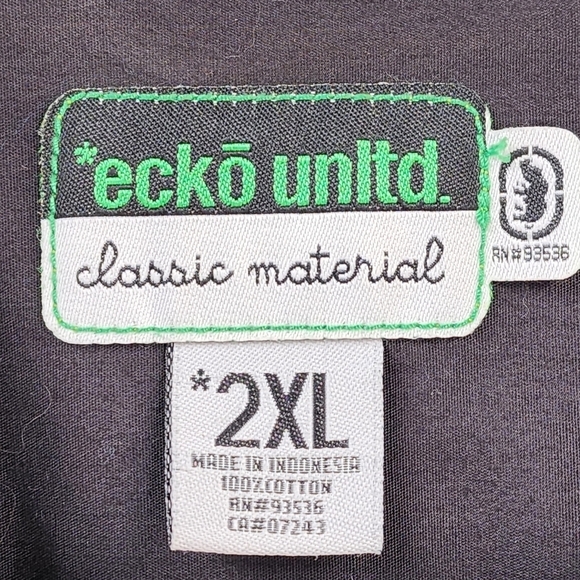 *eckō unltd.
classic material
RN#93536
*2XL
MADE IN INDONESIA
100%COTTON
RN#93536
CA#07243